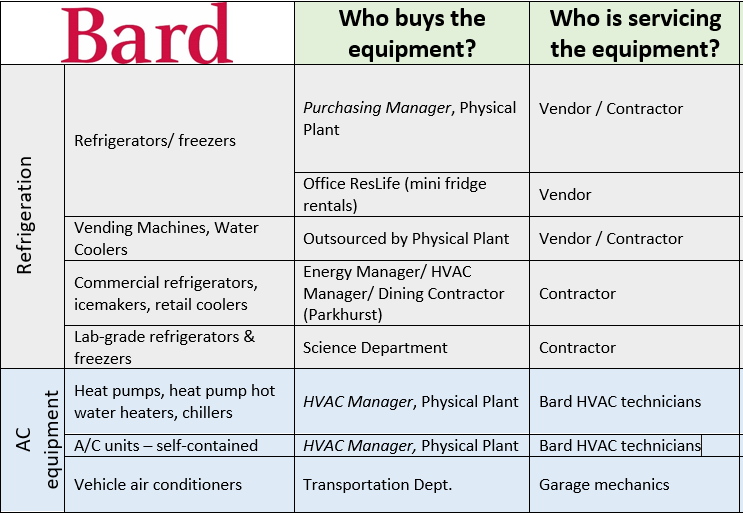 Bard
Who buys the
equipment?
Who is servicing
the equipment?
Refrigeration
Refrigerators/ freezers
Purchasing Manager, Physical
Plant
Vendor / Contractor
Office ResLife (mini fridge
rentals)
Vendor
Vending Machines, Water
Coolers
Outsourced by Physical Plant
Vendor / Contractor
Commercial refrigerators,
icemakers, retail coolers
Energy Manager/ HVAC
Manager/ Dining Contractor
(Parkhurst)
Contractor
Lab-grade refrigerators &
freezers
Science Department
Contractor
AC
equipment
Heat pumps, heat pump hot
water heaters, chillers
HVAC Manager, Physical Plant
Bard HVAC technicians
A/C units – self-contained
HVAC Manager, Physical Plant
Bard HVAC technicians
Vehicle air conditioners
Transportation Dept.
Garage mechanics